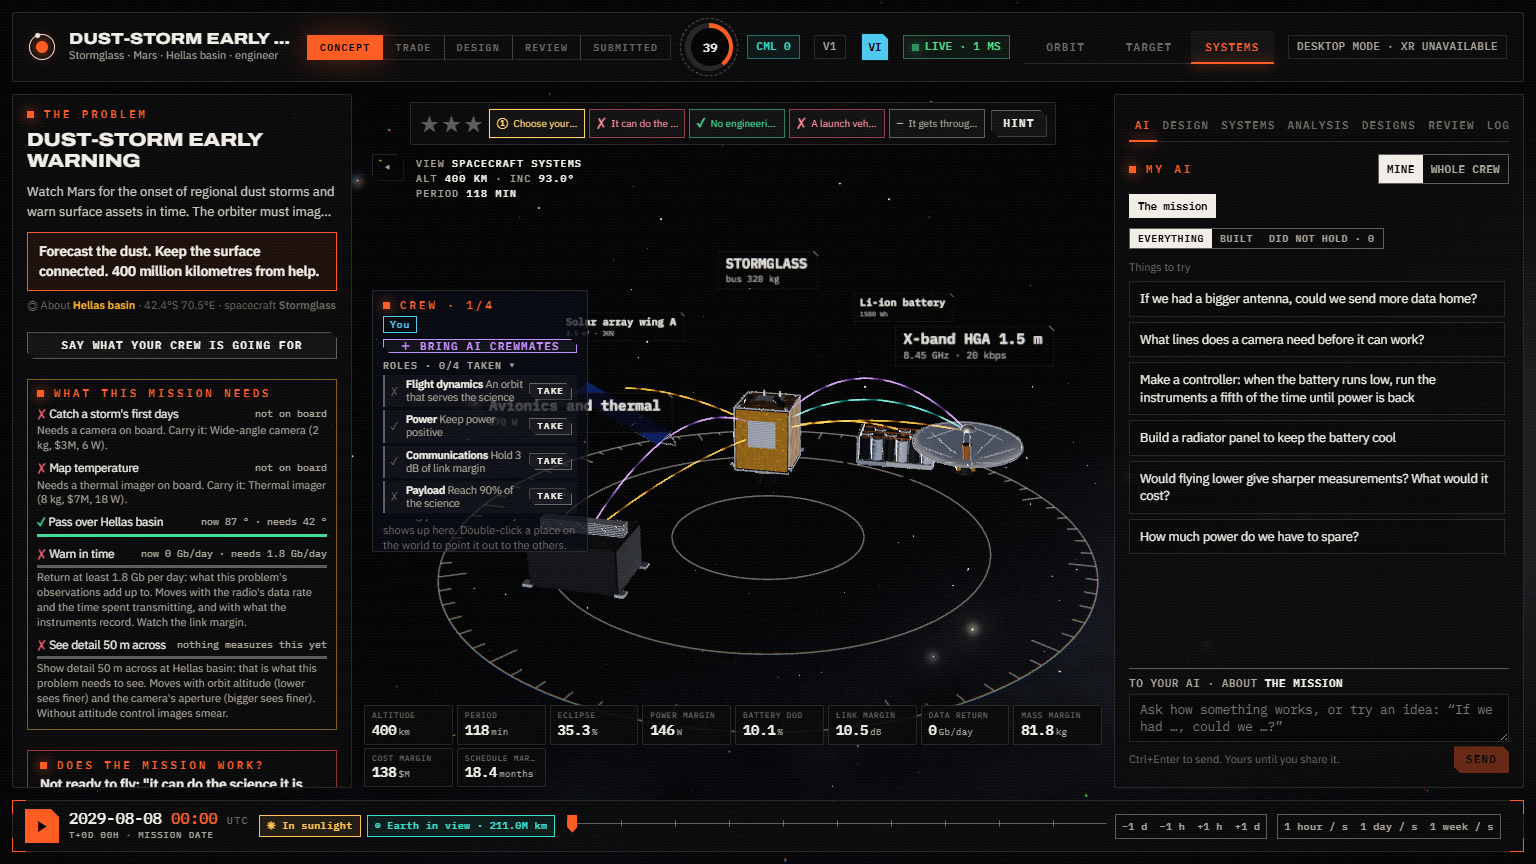 DUST-STORM EARLY ...
Stormglass · Mars · Hellas basin · engineer
CONCEPT TRADE DESIGN REVIEW SUBMITTED
39
CML 0
V1
VI
LIVE · 1 MS
ORBIT TARGET SYSTEMS
DESKTOP MODE · XR UNAVAILABLE
THE PROBLEM
DUST-STORM EARLY
WARNING
Watch Mars for the onset of regional dust storms and
warn surface assets in time. The orbiter must imag...
Forecast the dust. Keep the surface
connected. 400 million kilometres from help.
About Hellas basin · 42.4°S 70.5°E · spacecraft Stormglass
SAY WHAT YOUR CREW IS GOING FOR
WHAT THIS MISSION NEEDS
✗ Catch a storm's first days not on board
Needs a camera on board. Carry it: Wide-angle camera (2
kg, $3M, 6 W).
✗ Map temperature not on board
Needs a thermal imager on board. Carry it: Thermal imager
(8 kg, $7M, 18 W).
✓ Pass over Hellas basin now 87 ° · needs 42 °
✗ Warn in time now 0 Gb/day · needs 1.8 Gb/day
Return at least 1.8 Gb per day: what this problem's
observations add up to. Moves with the radio's data rate
and the time spent transmitting, and with what the
instruments record. Watch the link margin.
✗ See detail 50 m across nothing measures this yet
Show detail 50 m across at Hellas basin: that is what this
problem needs to see. Moves with orbit altitude (lower
sees finer) and the camera's aperture (bigger sees finer).
Without attitude control images smear.
DOES THE MISSION WORK?
Not ready to fly: "it can do the science it is
★★★
① Choose your...
✗ It can do the ...
✓ No engineeri...
✗ A launch veh...
– It gets throug...
HINT
VIEW SPACECRAFT SYSTEMS
ALT 400 KM · INC 93.0°
PERIOD 118 MIN
STORMGLASS
bus 320 kg
Li-ion battery
1500 Wh
X-band HGA 1.5 m
8.45 GHz · 20 kbps
Solar array wing A
Avionics and thermal
CREW · 1/4
You
+ BRING AI CREWMATES
ROLES · 0/4 TAKEN ▾
✗ Flight dynamics An orbit
that serves the science
TAKE
✓ Power Keep power
positive
TAKE
✓ Communications Hold 3
dB of link margin
TAKE
✗ Payload Reach 90% of
the science
TAKE
shows up here. Double-click a place on
the world to point it out to the others.
ALTITUDE
400 km
PERIOD
118 min
ECLIPSE
35.3 %
POWER MARGIN
146 W
BATTERY DOD
10.1 %
LINK MARGIN
10.5 dB
DATA RETURN
0 Gb/day
MASS MARGIN
81.8 kg
COST MARGIN
138 $M
SCHEDULE MAR…
18.4 months
AI DESIGN SYSTEMS ANALYSIS DESIGNS REVIEW LOG
MY AI
MINE WHOLE CREW
The mission
EVERYTHING BUILT DID NOT HOLD · 0
Things to try
If we had a bigger antenna, could we send more data home?
What lines does a camera need before it can work?
Make a controller: when the battery runs low, run the
instruments a fifth of the time until power is back
Build a radiator panel to keep the battery cool
Would flying lower give sharper measurements? What would it
cost?
How much power do we have to spare?
TO YOUR AI · ABOUT THE MISSION
Ask how something works, or try an idea: “If we
had …, could we …?”
Ctrl+Enter to send. Yours until you share it.
SEND
2029-08-08 00:00 UTC
T+0D 00H · MISSION DATE
In sunlight
Earth in view · 211.0M km
−1 d −1 h +1 h +1 d
1 hour / s 1 day / s 1 week / s